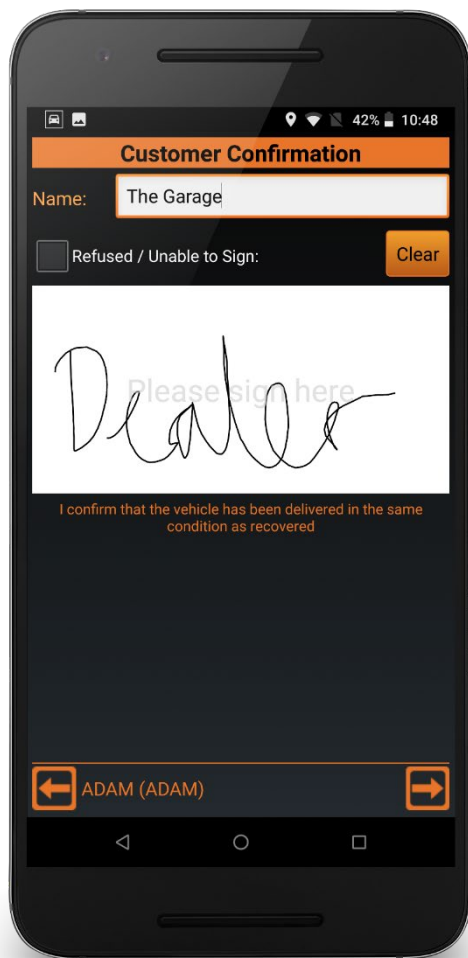 42% 10:48
Customer Confirmation
Name: The Garage
Refused / Unable to Sign: Clear
Please sign here
Dealer
I confirm that the vehicle has been delivered in the same
condition as recovered
ADAM (ADAM)